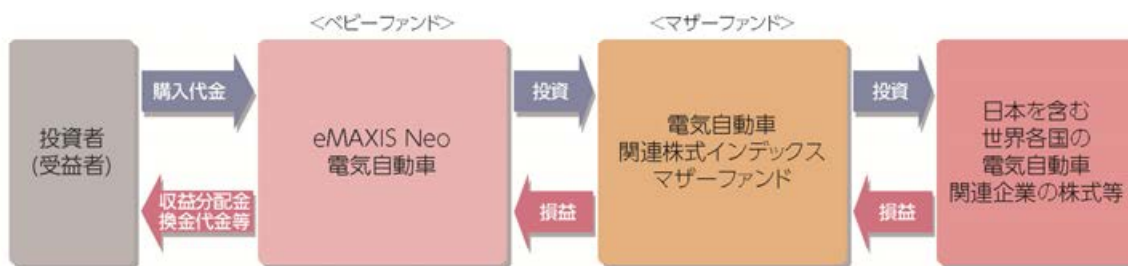 ＜ベビーファンド＞
＜マザーファンド＞
投資者
(受益者)
購入代金
収益分配金
換金代金等
eMAXIS Neo
電気自動車
投資
損益
電気自動車
関連株式インデックス
マザーファンド
投資
損益
日本を含む
世界各国の
電気自動車
関連企業の株式等